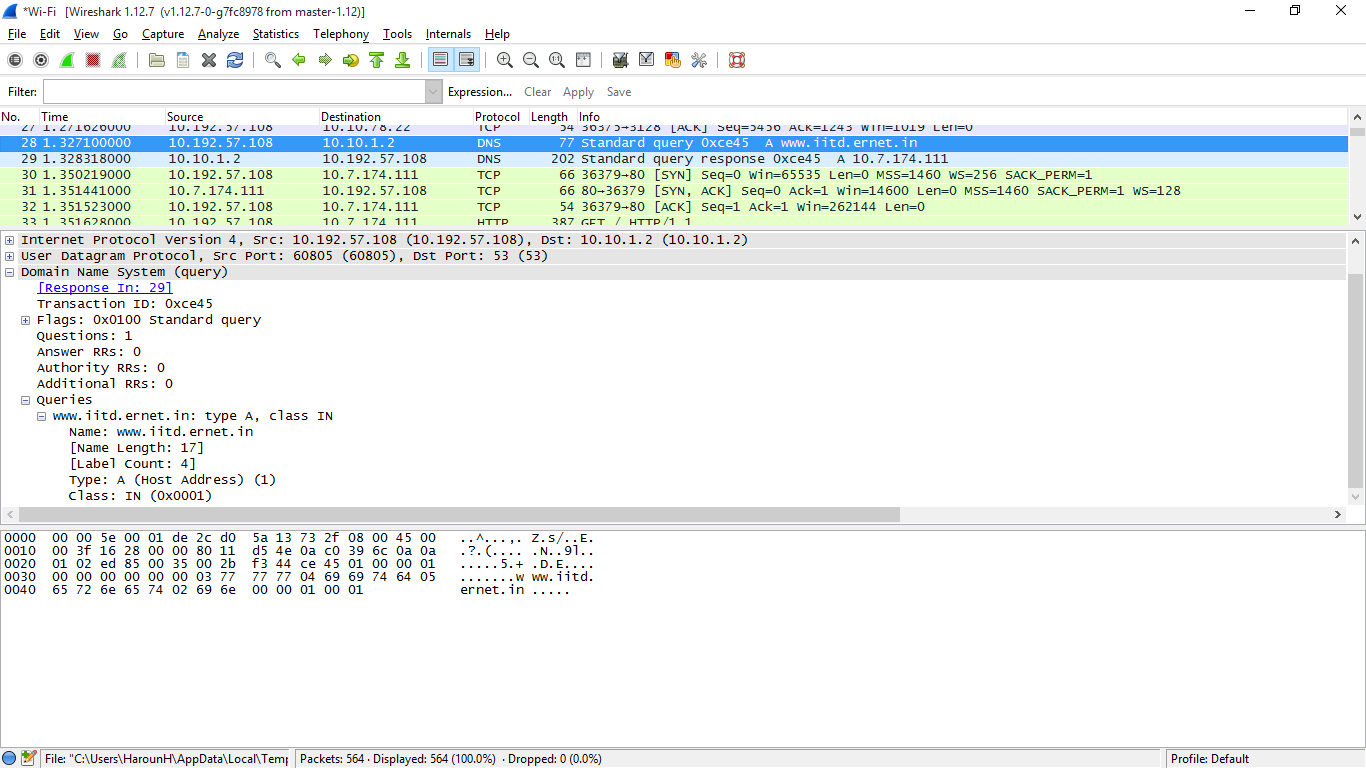 *Wi-Fi [Wireshark 1.12.7 (v1.12.7-0-g7fc8978 from master-1.12)]
File Edit View Go Capture Analyze Statistics Telephony Tools Internals Help
Filter: Expression... Clear Apply Save
No. Time Source Destination Protocol Length Info
27 1.271626000 10.192.57.108 10.10.78.22 TCP 54 36375→3128 [ACK] Seq=5456 Ack=1243 Win=1019 Len=0
28 1.327100000 10.192.57.108 10.10.1.2 DNS 77 Standard query 0xce45 A www.iitd.ernet.in
29 1.328318000 10.10.1.2 10.192.57.108 DNS 202 Standard query response 0xce45 A 10.7.174.111
30 1.350219000 10.192.57.108 10.7.174.111 TCP 66 36379→80 [SYN] Seq=0 Win=65535 Len=0 MSS=1460 WS=256 SACK_PERM=1
31 1.351441000 10.7.174.111 10.192.57.108 TCP 66 80→36379 [SYN, ACK] Seq=0 Ack=1 Win=14600 Len=0 MSS=1460 SACK_PERM=1 WS=128
32 1.351523000 10.192.57.108 10.7.174.111 TCP 54 36379→80 [ACK] Seq=1 Ack=1 Win=262144 Len=0
33 1.351628000 10.192.57.108 10.7.174.111 HTTP 387 GET / HTTP/1.1
Internet Protocol Version 4, Src: 10.192.57.108 (10.192.57.108), Dst: 10.10.1.2 (10.10.1.2)
User Datagram Protocol, Src Port: 60805 (60805), Dst Port: 53 (53)
Domain Name System (query)
[Response In: 29]
Transaction ID: 0xce45
Flags: 0x0100 Standard query
Questions: 1
Answer RRs: 0
Authority RRs: 0
Additional RRs: 0
Queries
www.iitd.ernet.in: type A, class IN
Name: www.iitd.ernet.in
[Name Length: 17]
[Label Count: 4]
Type: A (Host Address) (1)
Class: IN (0x0001)
0000 00 00 5e 00 01 de 2c d0 5a 13 73 2f 08 00 45 00 ..^...,. Z.s/..E.
0010 00 3f 16 28 00 00 80 11 d5 4e 0a c0 39 6c 0a 0a .?.(.... .N..9l..
0020 01 02 ed 85 00 35 00 2b f3 44 ce 45 01 00 00 01 .....5.+ .D.E....
0030 00 00 00 00 00 00 03 77 77 77 04 69 69 74 64 05 .......w ww.iitd.
0040 65 72 6e 65 74 02 69 6e 00 00 01 00 01 ernet.in .....
File: "C:\Users\HarounH\AppData\Local\Temp Packets: 564 · Displayed: 564 (100.0%) · Dropped: 0 (0.0%) Profile: Default